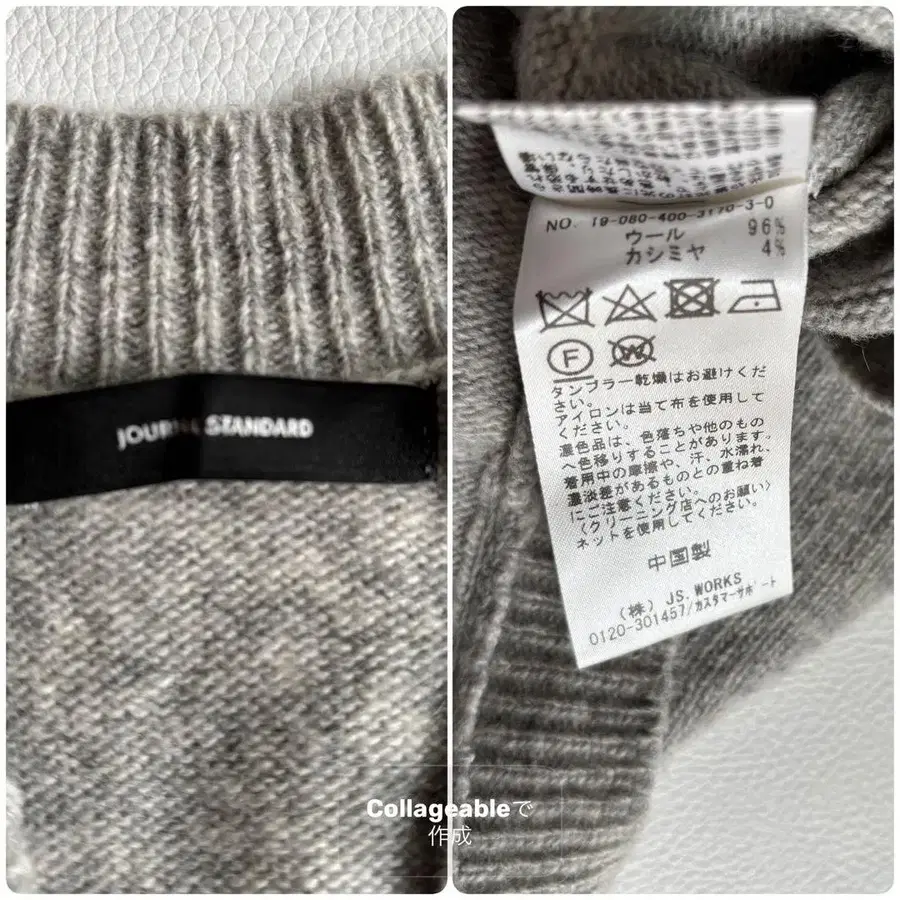 JOURNAL STANDARD
NO. 19-080-400-3170-3-0
ウール 96%
カシミヤ 4%
F
W
タンブラー乾燥はお避けくだ
さい。
アイロンは当て布を使用して
ください。
濃色品は、色落ちや他のもの
へ色移りすることがあります。
着用中の摩擦や、汗、水濡れ、
濃淡差があるものとの重ね着
にご注意ください。
〈クリーニング店へのお願い〉
ネットを使用してください。
中国製
(株) JS.WORKS
0120-301457/カスタマーサポート
Collageableで
作成